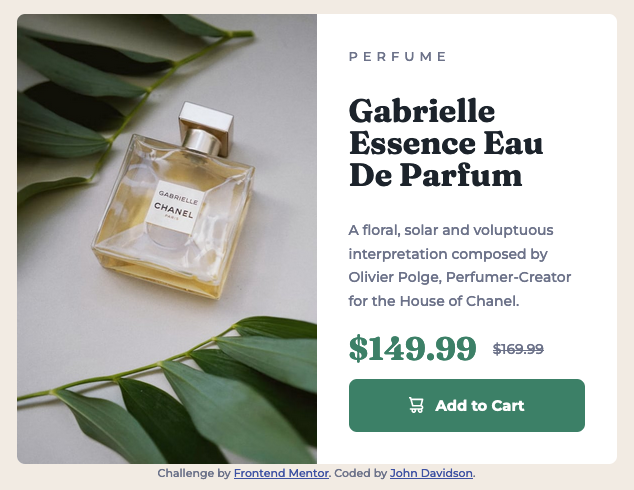 PERFUME
Gabrielle
Essence Eau
De Parfum
A floral, solar and voluptuous
interpretation composed by
Olivier Polge, Perfumer-Creator
for the House of Chanel.
$149.99 $169.99
Add to Cart
GABRIELLE
CHANEL
PARIS
Challenge by Frontend Mentor. Coded by John Davidson.